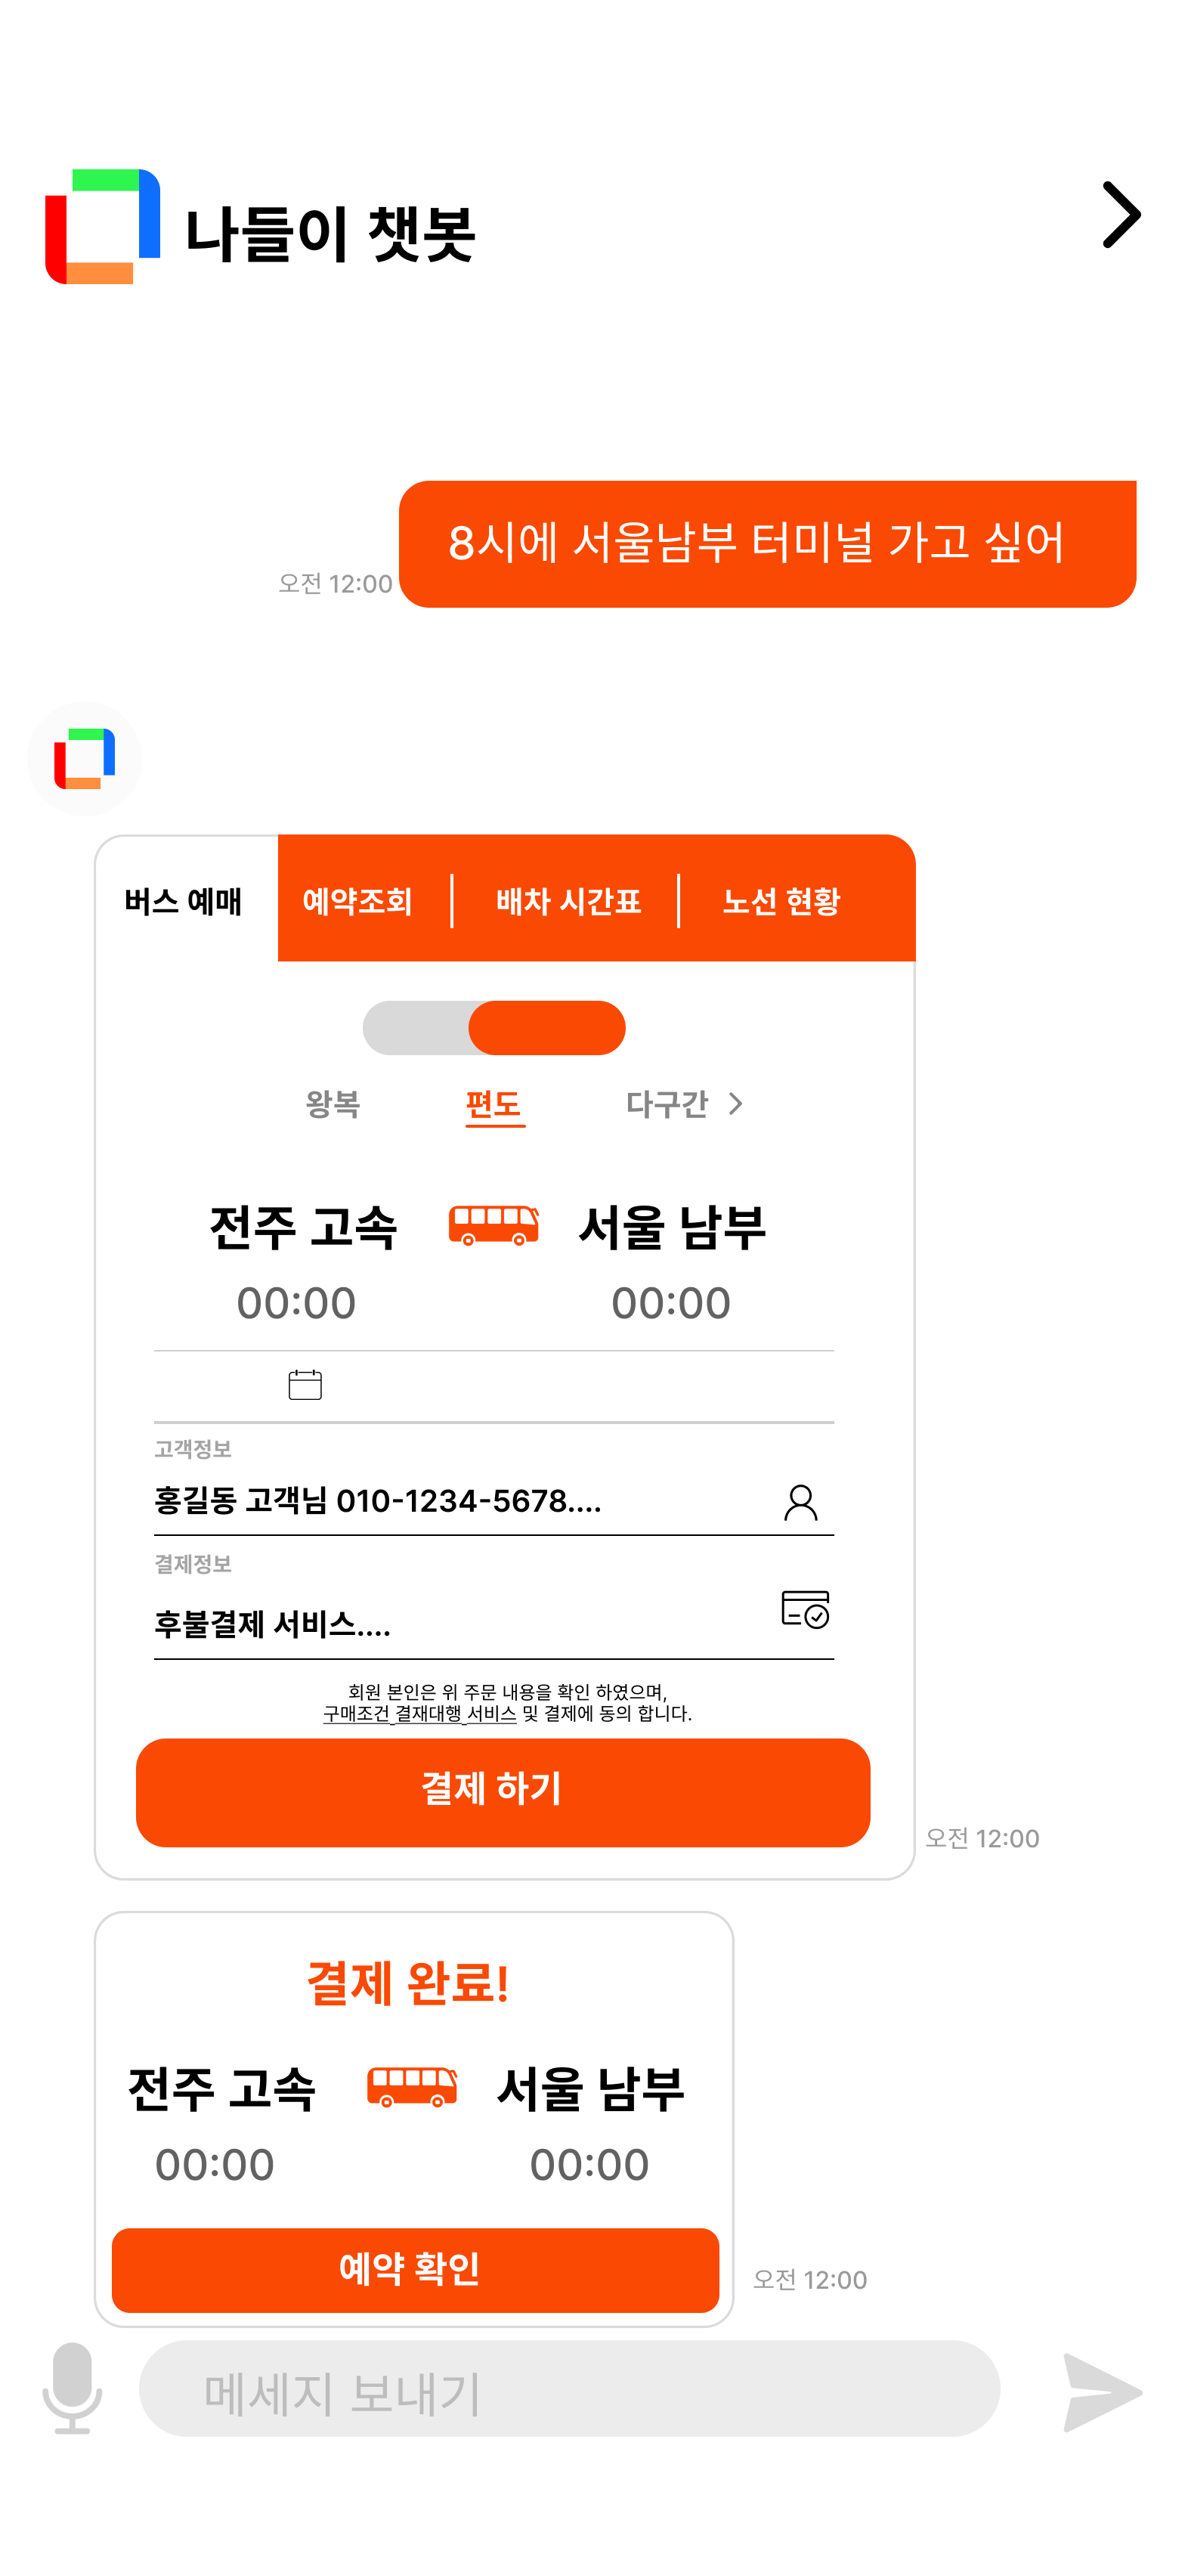 나들이 챗봇
8시에 서울남부 터미널 가고 싶어
오전 12:00
버스 예매 예약조회 배차 시간표 노선 현황
왕복 편도 다구간
전주 고속 서울 남부
00:00 00:00
고객정보
홍길동 고객님 010-1234-5678....
결제정보
후불결제 서비스....
회원 본인은 위 주문 내용을 확인 하였으며,
구매조건 결재대행 서비스 및 결제에 동의 합니다.
결제 하기
오전 12:00
결제 완료!
전주 고속 서울 남부
00:00 00:00
예약 확인
오전 12:00
메세지 보내기